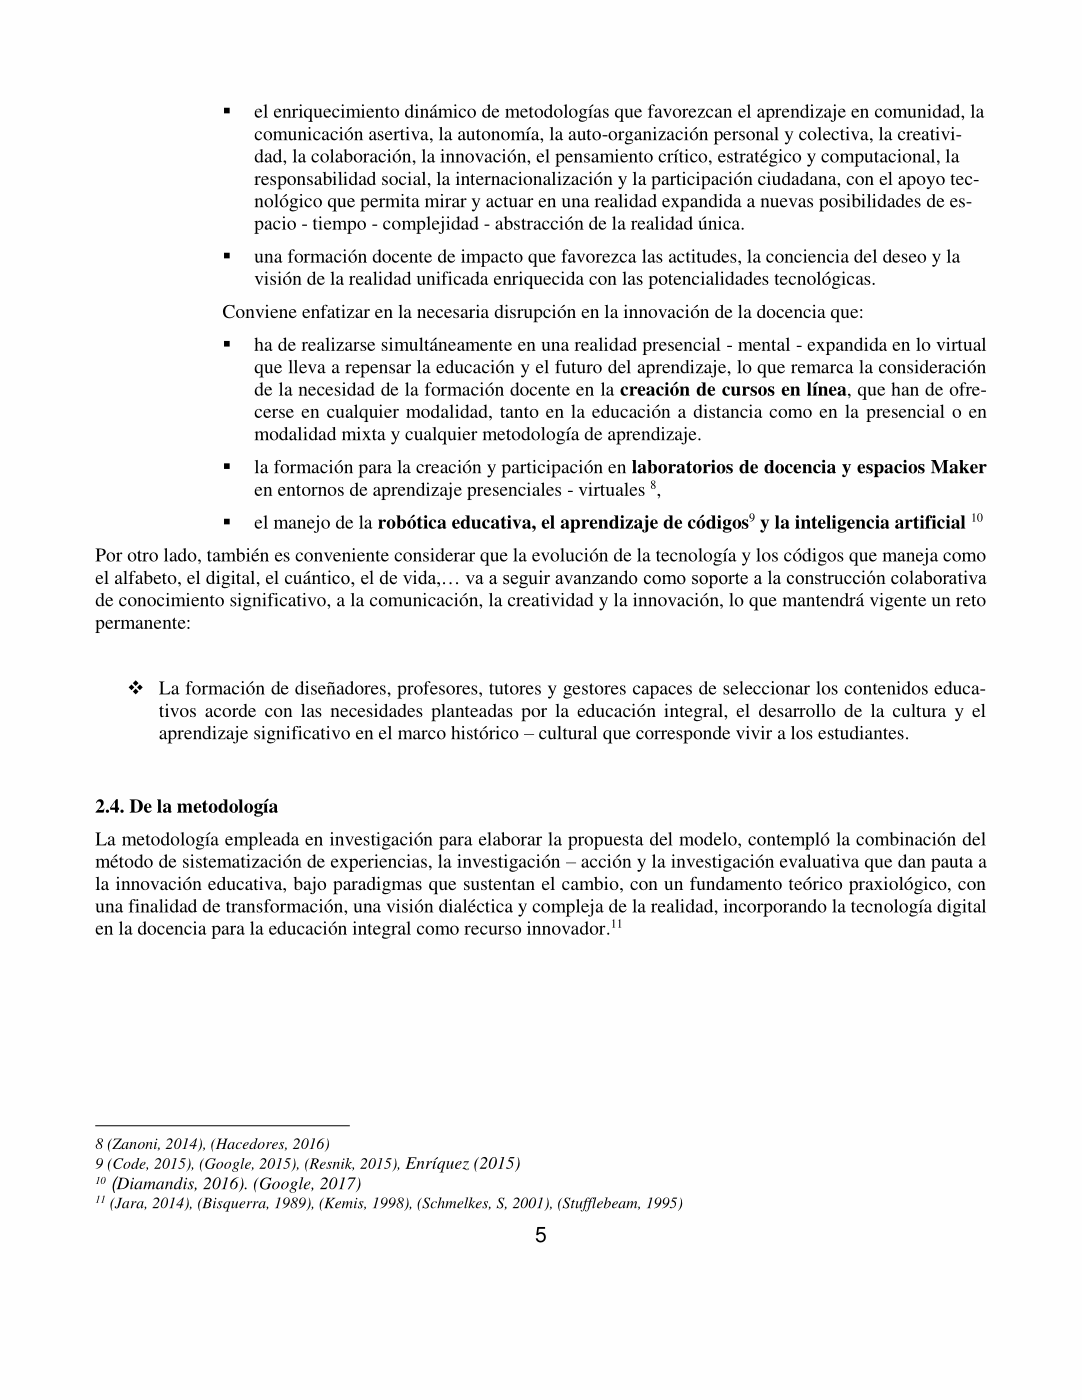 ▪ el enriquecimiento dinámico de metodologías que favorezcan el aprendizaje en comunidad, la
comunicación asertiva, la autonomía, la auto-organización personal y colectiva, la creativi-
dad, la colaboración, la innovación, el pensamiento crítico, estratégico y computacional, la
responsabilidad social, la internacionalización y la participación ciudadana, con el apoyo tec-
nológico que permita mirar y actuar en una realidad expandida a nuevas posibilidades de es-
pacio - tiempo - complejidad - abstracción de la realidad única.
▪ una formación docente de impacto que favorezca las actitudes, la conciencia del deseo y la
visión de la realidad unificada enriquecida con las potencialidades tecnológicas.
Conviene enfatizar en la necesaria disrupción en la innovación de la docencia que:
▪ ha de realizarse simultáneamente en una realidad presencial - mental - expandida en lo virtual
que lleva a repensar la educación y el futuro del aprendizaje, lo que remarca la consideración
de la necesidad de la formación docente en la creación de cursos en línea, que han de ofre-
cerse en cualquier modalidad, tanto en la educación a distancia como en la presencial o en
modalidad mixta y cualquier metodología de aprendizaje.
▪ la formación para la creación y participación en laboratorios de docencia y espacios Maker
en entornos de aprendizaje presenciales - virtuales 8,
▪ el manejo de la robótica educativa, el aprendizaje de códigos9 y la inteligencia artificial 10
Por otro lado, también es conveniente considerar que la evolución de la tecnología y los códigos que maneja como
el alfabeto, el digital, el cuántico, el de vida,… va a seguir avanzando como soporte a la construcción colaborativa
de conocimiento significativo, a la comunicación, la creatividad y la innovación, lo que mantendrá vigente un reto
permanente:
❖ La formación de diseñadores, profesores, tutores y gestores capaces de seleccionar los contenidos educa-
tivos acorde con las necesidades planteadas por la educación integral, el desarrollo de la cultura y el
aprendizaje significativo en el marco histórico – cultural que corresponde vivir a los estudiantes.
2.4. De la metodología
La metodología empleada en investigación para elaborar la propuesta del modelo, contempló la combinación del
método de sistematización de experiencias, la investigación – acción y la investigación evaluativa que dan pauta a
la innovación educativa, bajo paradigmas que sustentan el cambio, con un fundamento teórico praxiológico, con
una finalidad de transformación, una visión dialéctica y compleja de la realidad, incorporando la tecnología digital
en la docencia para la educación integral como recurso innovador.11
8 (Zanoni, 2014), (Hacedores, 2016)
9 (Code, 2015), (Google, 2015), (Resnik, 2015), Enríquez (2015)
10 (Diamandis, 2016). (Google, 2017)
11 (Jara, 2014), (Bisquerra, 1989), (Kemis, 1998), (Schmelkes, S, 2001), (Stufflebeam, 1995)
5